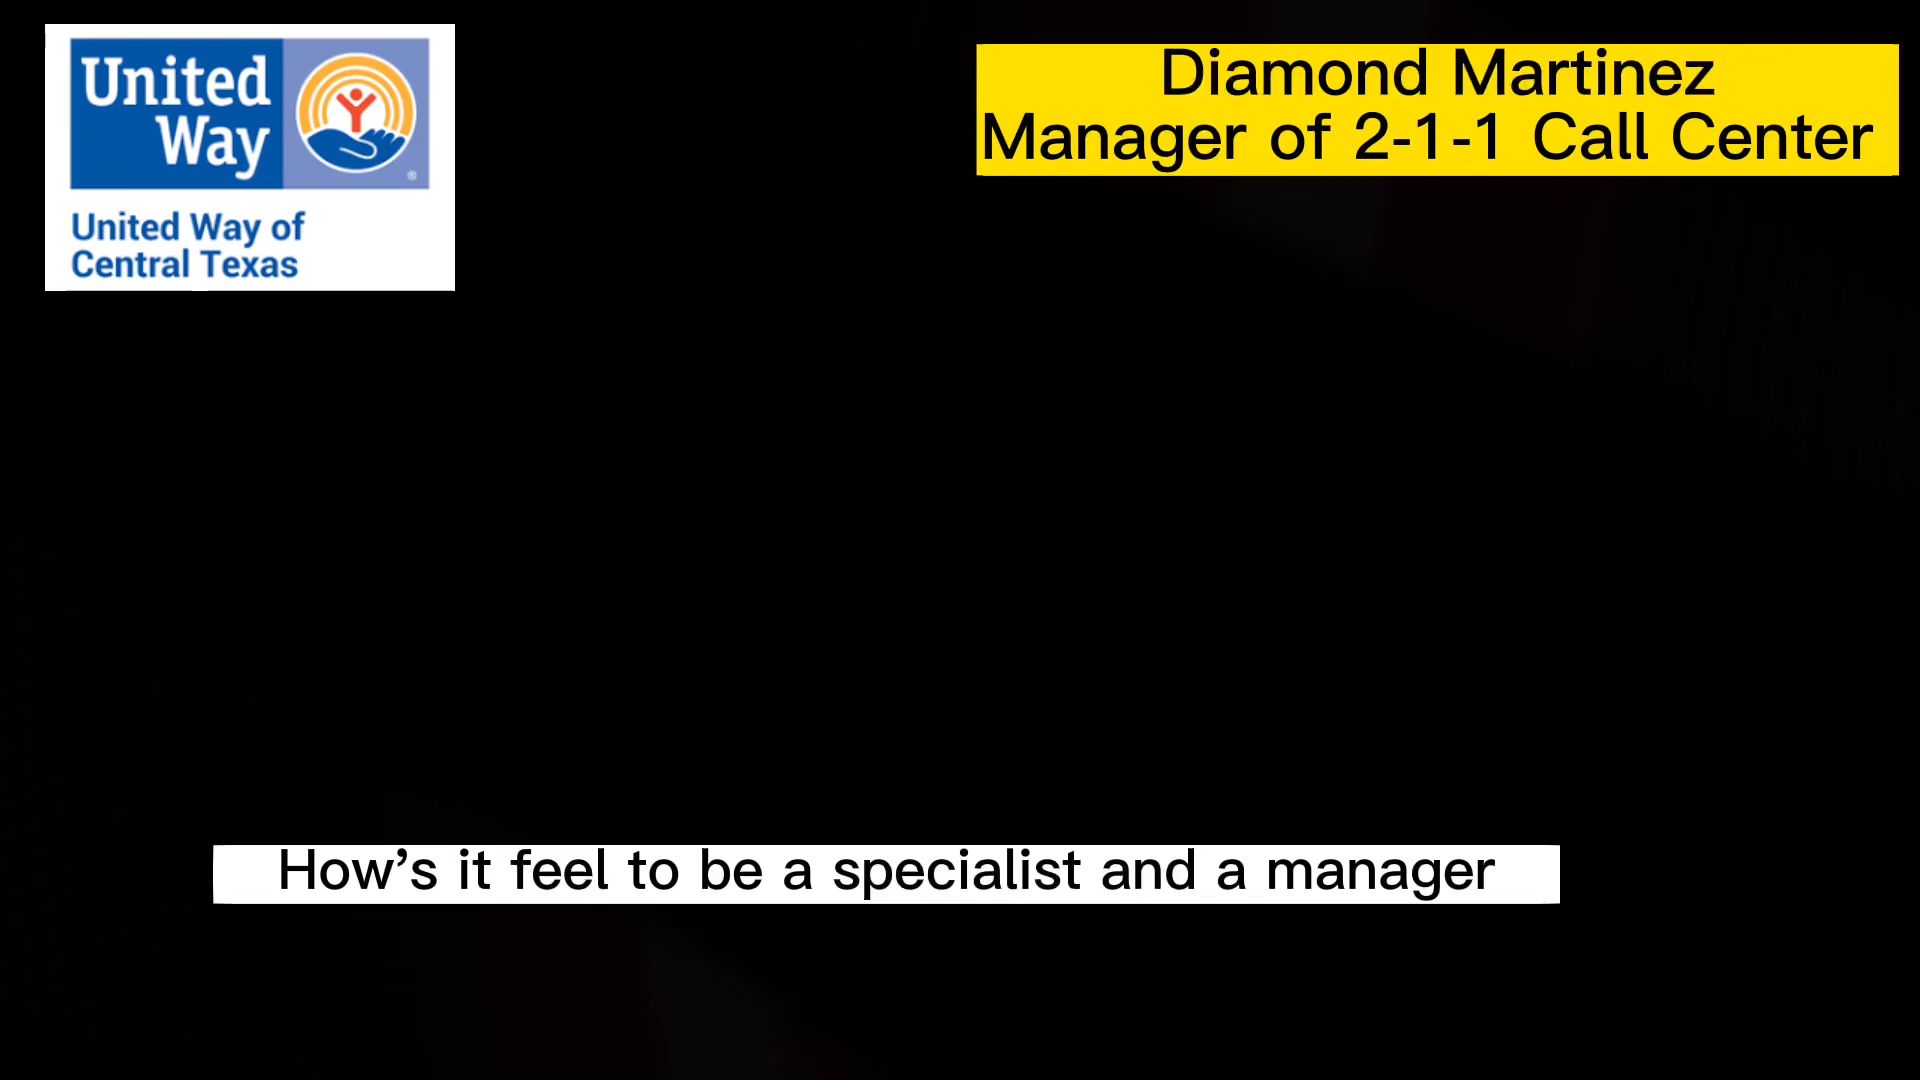 United
Way
®
United Way of
Central Texas
Diamond Martinez
Manager of 2-1-1 Call Center
How’s it feel to be a specialist and a manager